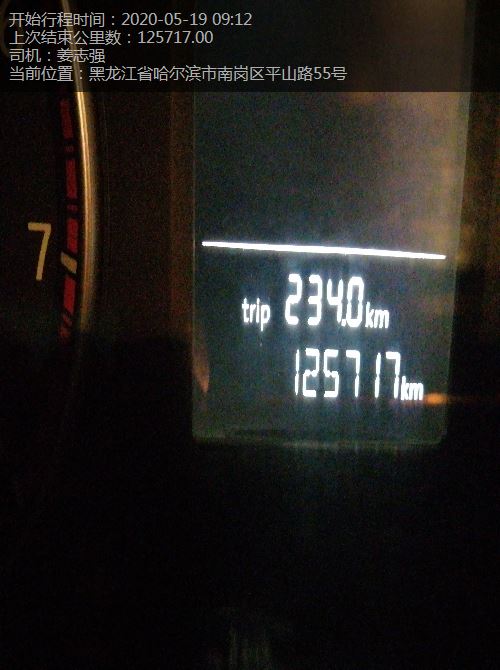 开始行程时间：2020-05-19 09:12
上次结束公里数：125717.00
司机：姜志强
当前位置：黑龙江省哈尔滨市南岗区平山路55号
7
trip 234.0km
125717km